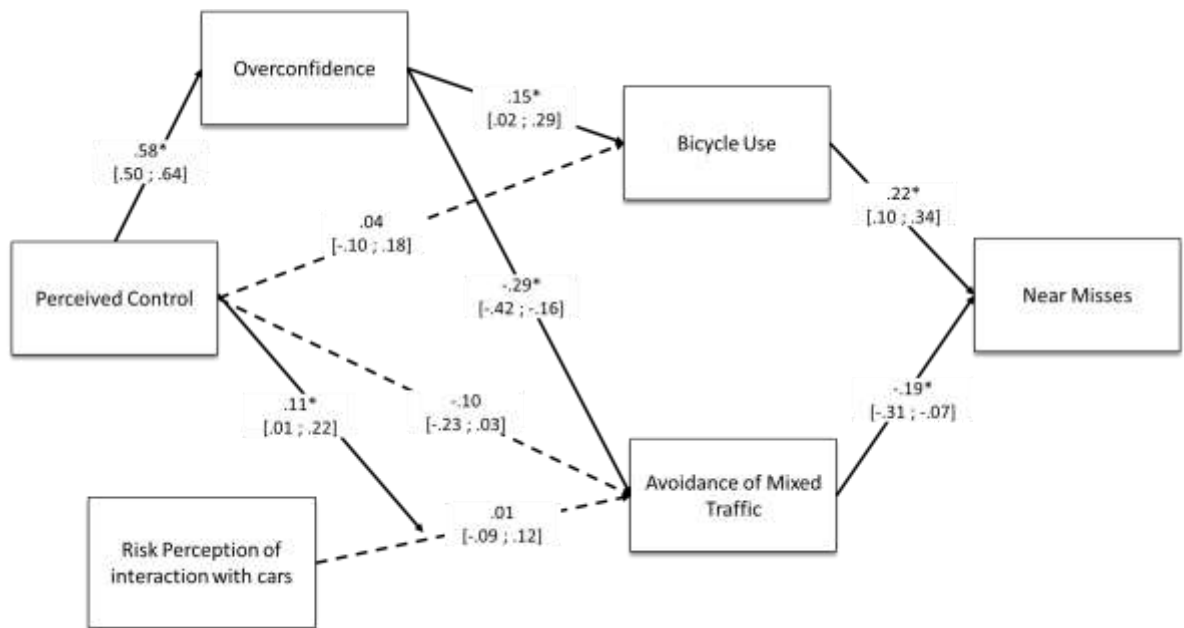 Overconfidence
.15*
[.02 ; .29]
Bicycle Use
.58*
[.50 ; .64]
.22*
[.10 ; .34]
.04
[-.10 ; .18]
Perceived Control
-.29*
[-.42 ; -.16]
Near Misses
.11*
[.01 ; .22]
-.10
[-.23 ; .03]
-.19*
[-.31 ; -.07]
Avoidance of Mixed
Traffic
.01
[-.09 ; .12]
Risk Perception of
interaction with cars